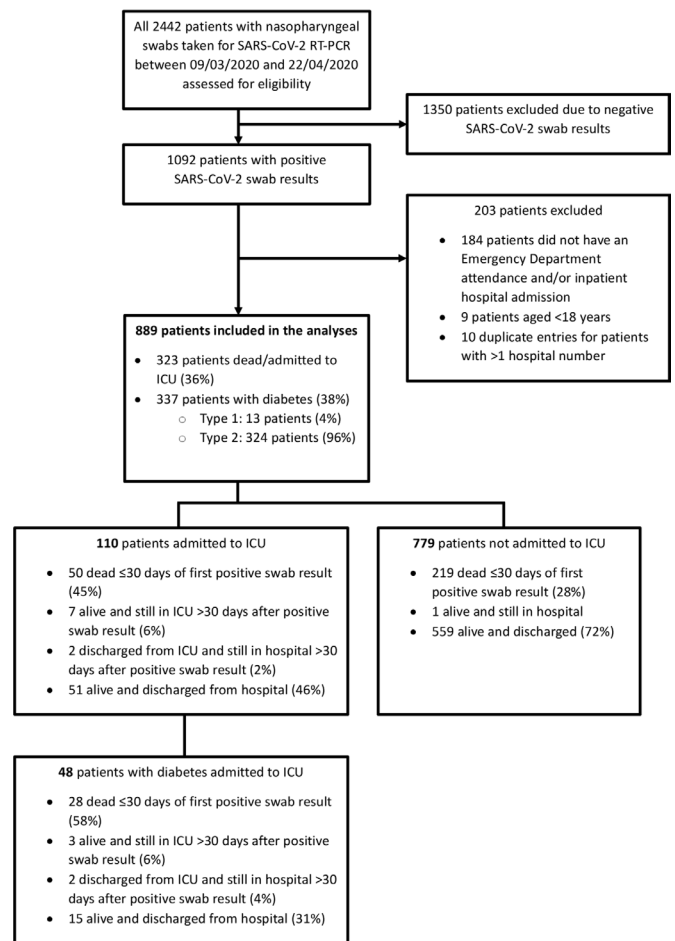 All 2442 patients with nasopharyngeal
swabs taken for SARS-CoV-2 RT-PCR
between 09/03/2020 and 22/04/2020
assessed for eligibility
1350 patients excluded due to negative
SARS-CoV-2 swab results
1092 patients with positive
SARS-CoV-2 swab results
203 patients excluded
• 184 patients did not have an
Emergency Department
attendance and/or inpatient
hospital admission
• 9 patients aged <18 years
• 10 duplicate entries for patients
with >1 hospital number
889 patients included in the analyses
• 323 patients dead/admitted to
ICU (36%)
• 337 patients with diabetes (38%)
○ Type 1: 13 patients (4%)
○ Type 2: 324 patients (96%)
110 patients admitted to ICU
• 50 dead ≤30 days of first positive swab result
(45%)
• 7 alive and still in ICU >30 days after positive
swab result (6%)
• 2 discharged from ICU and still in hospital >30
days after positive swab result (2%)
• 51 alive and discharged from hospital (46%)
779 patients not admitted to ICU
• 219 dead ≤30 days of first
positive swab result (28%)
• 1 alive and still in hospital
• 559 alive and discharged (72%)
48 patients with diabetes admitted to ICU
• 28 dead ≤30 days of first positive swab result
(58%)
• 3 alive and still in ICU >30 days after positive
swab result (6%)
• 2 discharged from ICU and still in hospital >30
days after positive swab result (4%)
• 15 alive and discharged from hospital (31%)